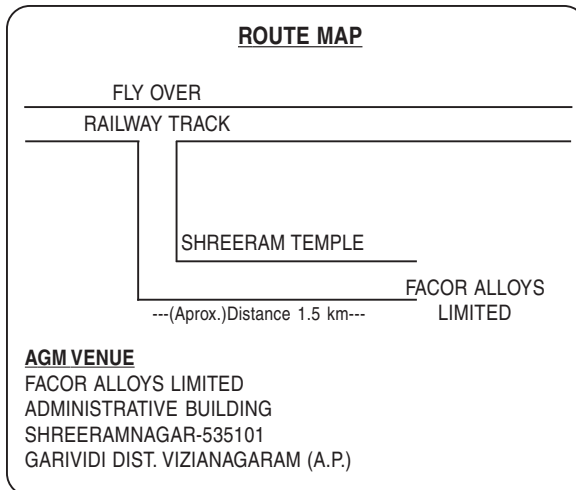 ROUTE MAP
FLY OVER
RAILWAY TRACK
SHREERAM TEMPLE
FACOR ALLOYS
LIMITED
---(Aprox.)Distance 1.5 km---
AGM VENUE
FACOR ALLOYS LIMITED
ADMINISTRATIVE BUILDING
SHREERAMNAGAR-535101
GARIVIDI DIST. VIZIANAGARAM (A.P.)